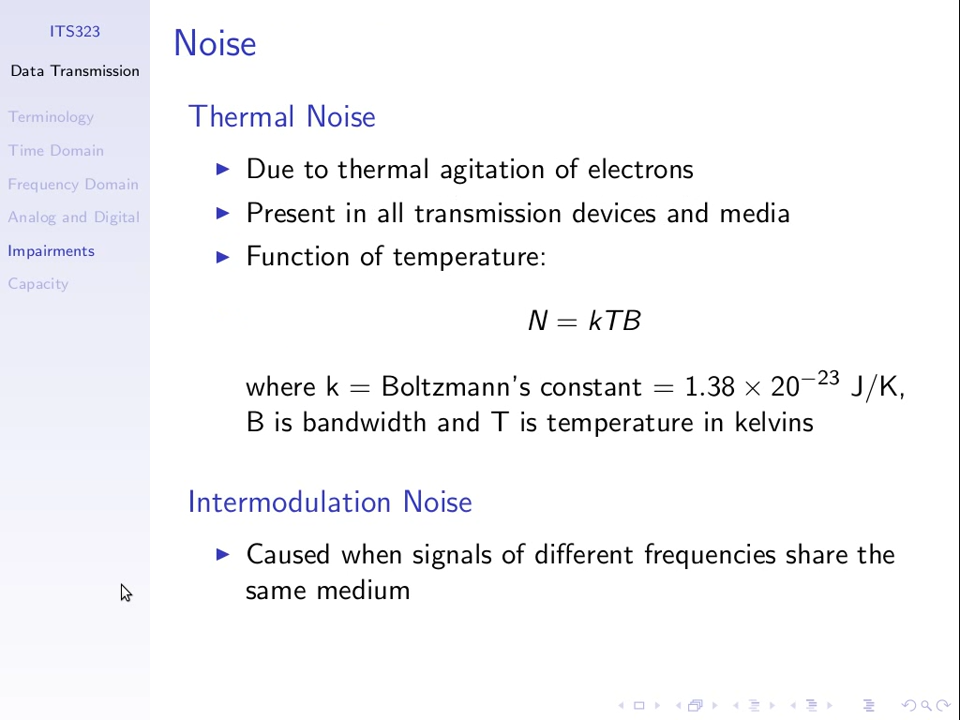 ITS323
Data Transmission
Terminology
Time Domain
Frequency Domain
Analog and Digital
Impairments
Capacity
Noise
Thermal Noise
Due to thermal agitation of electrons
Present in all transmission devices and media
Function of temperature:
N = kTB
where k = Boltzmann's constant = 1.38 × 20⁻²³ J/K,
B is bandwidth and T is temperature in kelvins
Intermodulation Noise
Caused when signals of different frequencies share the
same medium